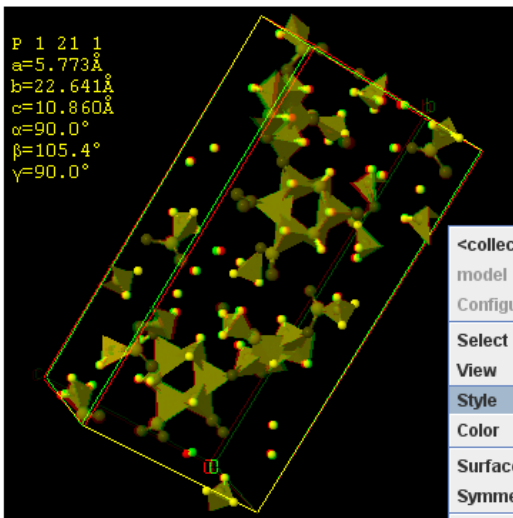 P 1 21 1
a=5.773Å
b=22.641Å
c=10.860Å
α=90.0°
β=105.4°
γ=90.0°
b
<collec
model
Configu
Select
View
Style
Color
Surface
Symme